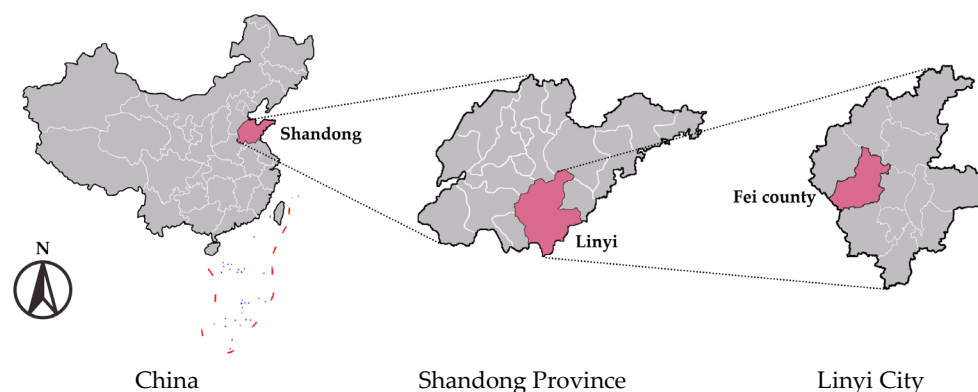 Shandong
Fei county
Linyi
N
China
Shandong Province
Linyi City